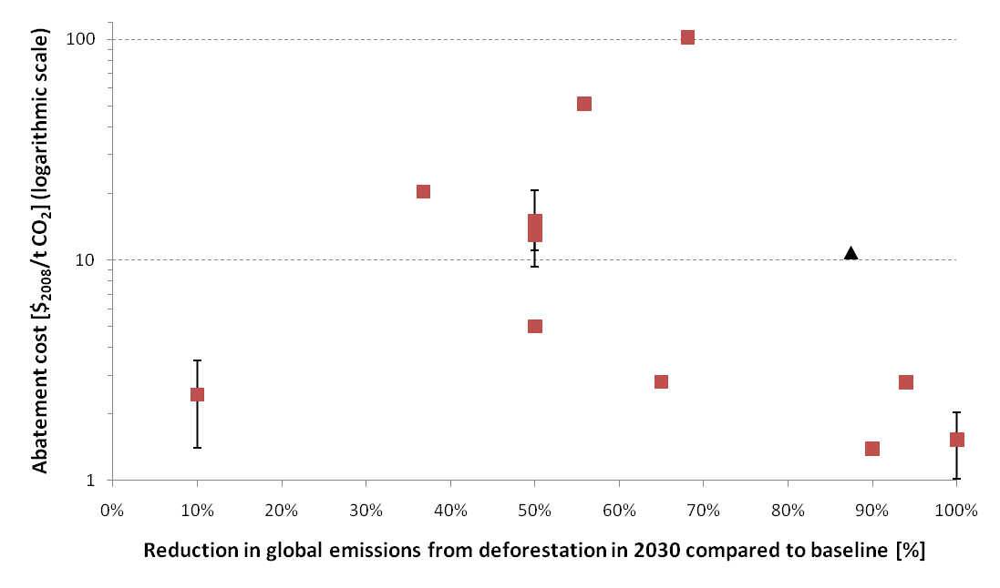 Abatement cost [$2008/t CO2] (logarithmic scale)
100
10
1
0% 10% 20% 30% 40% 50% 60% 70% 80% 90% 100%
Reduction in global emissions from deforestation in 2030 compared to baseline [%]